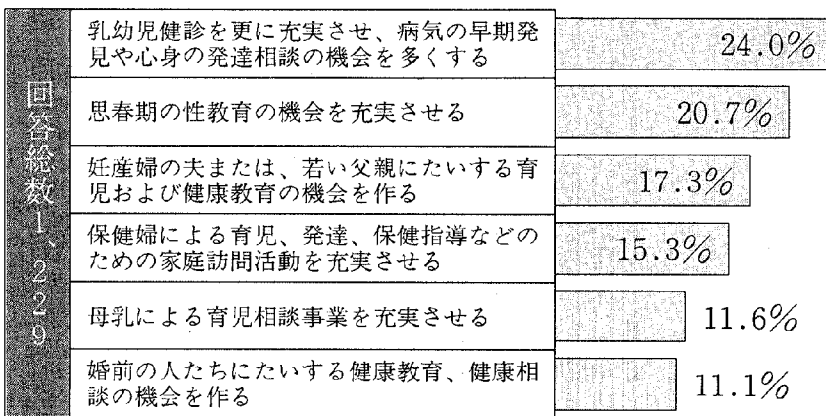 回答総数1、229
乳幼児健診を更に充実させ、病気の早期発
見や心身の発達相談の機会を多くする
24.0%
思春期の性教育の機会を充実させる
20.7%
妊産婦の夫または、若い父親にたいする育
児および健康教育の機会を作る
17.3%
保健婦による育児、発達、保健指導などの
ための家庭訪問活動を充実させる
15.3%
母乳による育児相談事業を充実させる
11.6%
婚前の人たちにたいする健康教育、健康相
談の機会を作る
11.1%